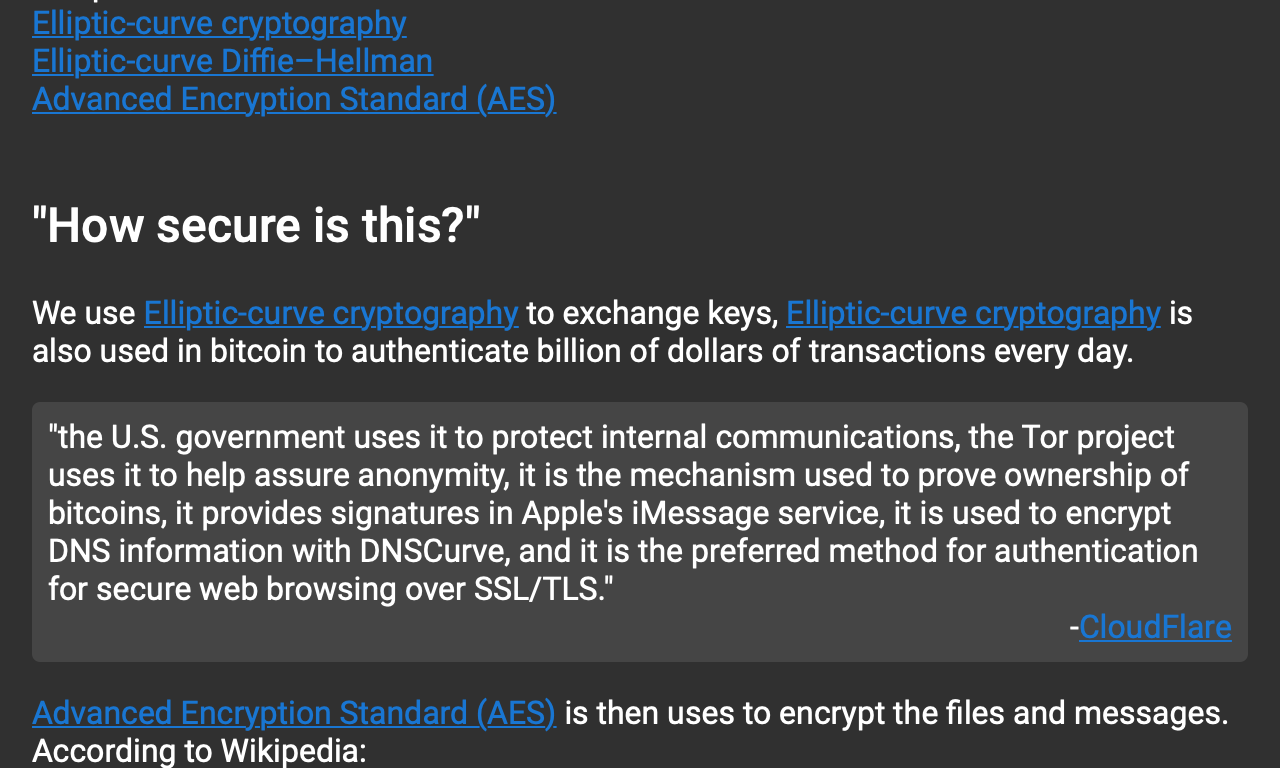 Elliptic-curve cryptography
Elliptic-curve Diffie–Hellman
Advanced Encryption Standard (AES)
"How secure is this?"
We use Elliptic-curve cryptography to exchange keys, Elliptic-curve cryptography is
also used in bitcoin to authenticate billion of dollars of transactions every day.
"the U.S. government uses it to protect internal communications, the Tor project
uses it to help assure anonymity, it is the mechanism used to prove ownership of
bitcoins, it provides signatures in Apple's iMessage service, it is used to encrypt
DNS information with DNSCurve, and it is the preferred method for authentication
for secure web browsing over SSL/TLS."
-CloudFlare
Advanced Encryption Standard (AES) is then uses to encrypt the files and messages.
According to Wikipedia: